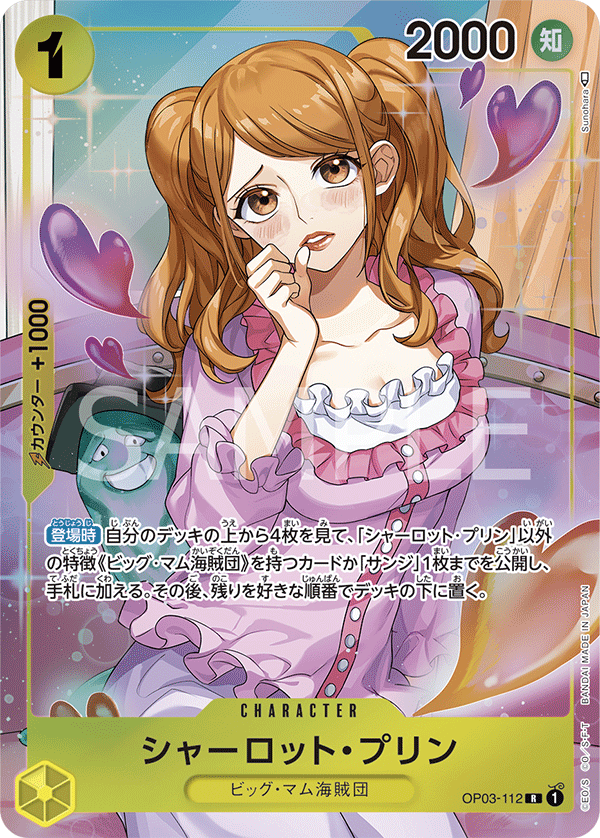 1
2000
知
Sunohara
カウンター +1000
SAMPLE
登場時 自分のデッキの上から4枚を見て、「シャーロット・プリン」以外
の特徴《ビッグ・マム海賊団》を持つカードか「サンジ」1枚までを公開し、
手札に加える。その後、残りを好きな順番でデッキの下に置く。
©E.O/S ©O/S･F･T BANDAI MADE IN JAPAN
CHARACTER
シャーロット・プリン
ビッグ・マム海賊団
OP03-112 R 1